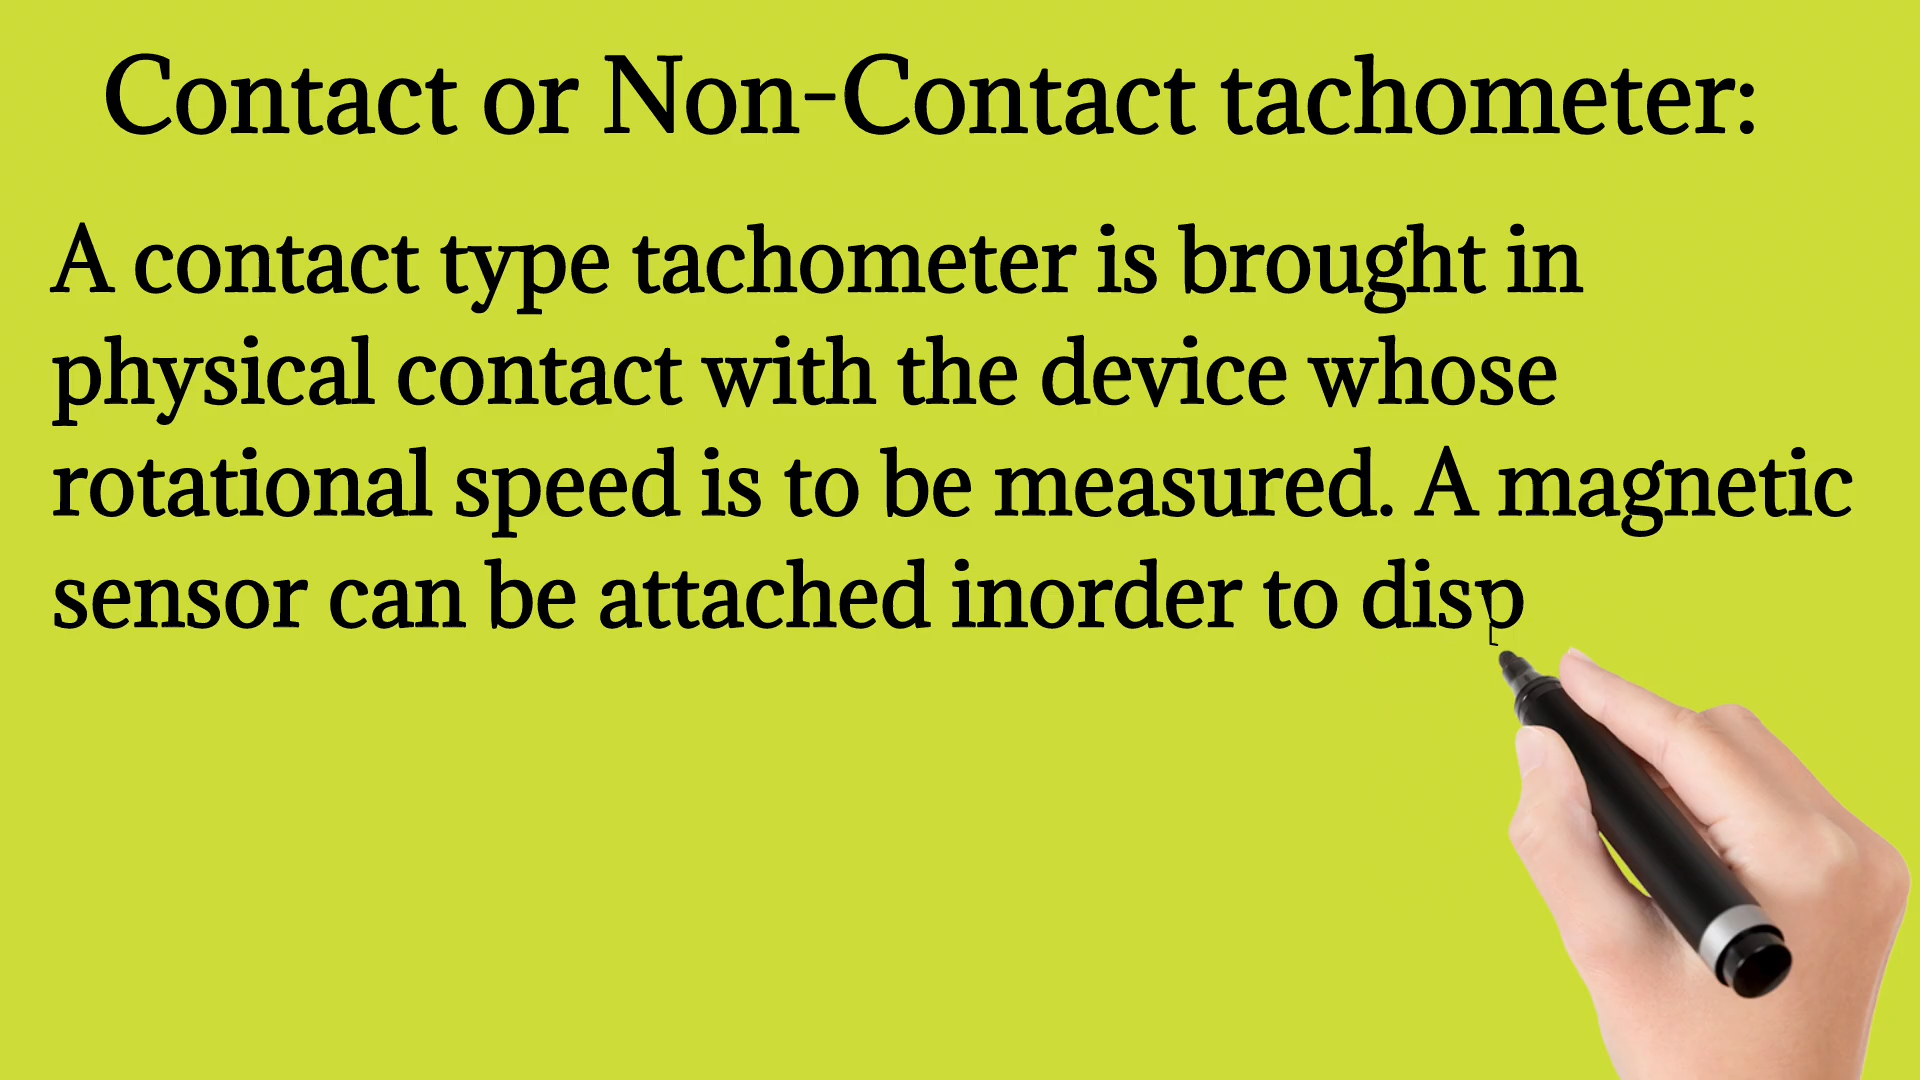 Contact or Non-Contact tachometer:
A contact type tachometer is brought in
physical contact with the device whose
rotational speed is to be measured. A magnetic
sensor can be attached inorder to disp